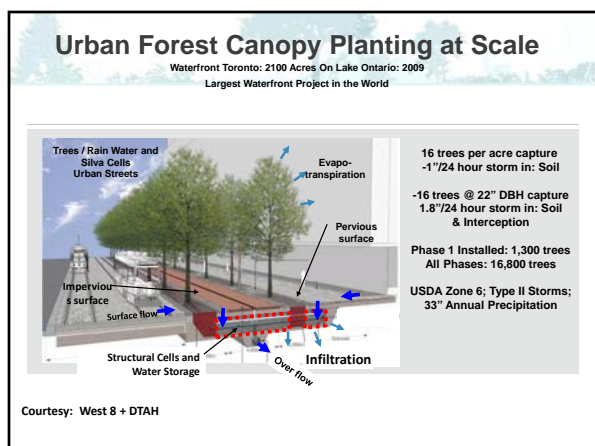 Urban Forest Canopy Planting at Scale
Waterfront Toronto: 2100 Acres On Lake Ontario: 2009
Largest Waterfront Project in the World
Trees / Rain Water and
Silva Cells
Urban Streets
Evapo-
transpiration
Pervious
surface
Imperviou
s surface
Surface flow
Structural Cells and
Water Storage
Over flow
Infiltration
16 trees per acre capture
-1”/24 hour storm in: Soil
-16 trees @ 22” DBH capture
1.8”/24 hour storm in: Soil
& Interception
Phase 1 Installed: 1,300 trees
All Phases: 16,800 trees
USDA Zone 6; Type II Storms;
33” Annual Precipitation
Courtesy: West 8 + DTAH